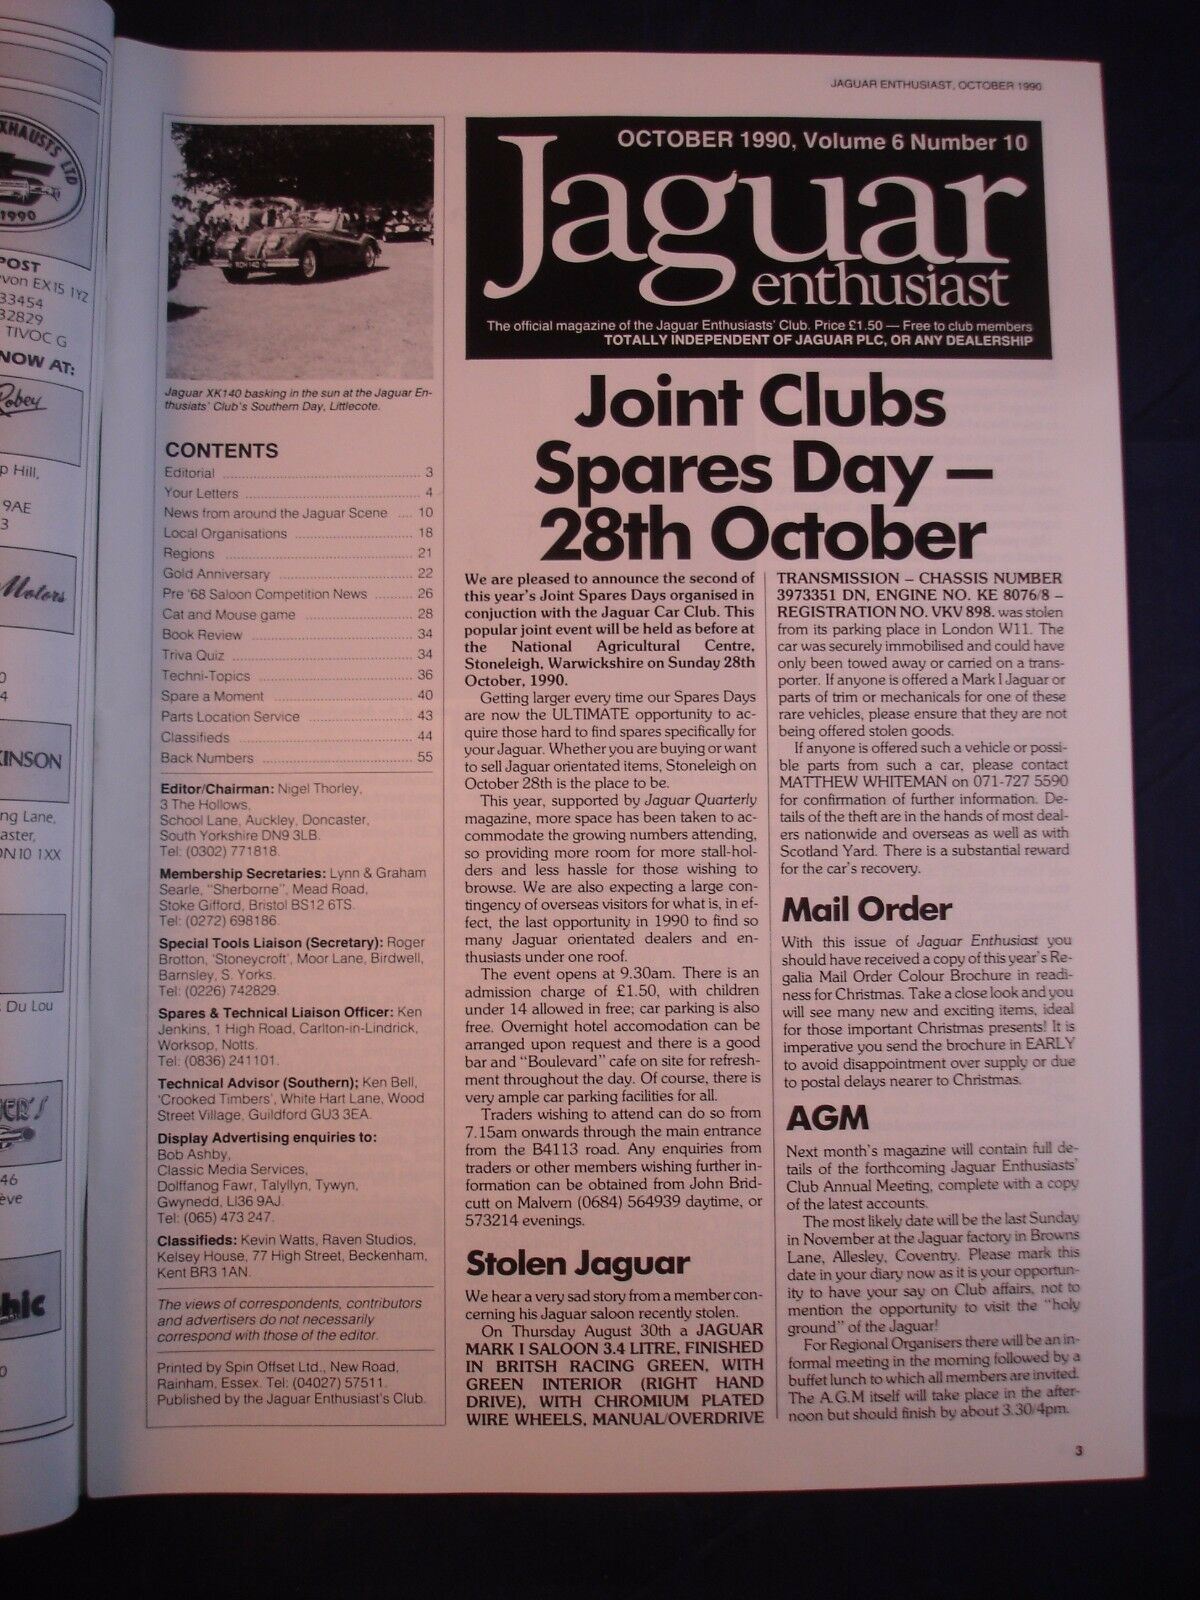 XHAUSTS LTD
1990
POST
von EX15 1YZ
33454
32829
TIVOC G
NOW AT:
Robey
p Hill,
9AE
3
Motors
0
4
KINSON
ng Lane,
aster,
DN10 1XX
Du Lou
ER'S
46
eve
hic
0
JAGUAR ENTHUSIAST, OCTOBER 1990
Jaguar XK140 basking in the sun at the Jaguar En-
thusiats' Club's Southern Day, Littlecote.
CONTENTS
Editorial ........ 3
Your Letters ........ 4
News from around the Jaguar Scene .... 10
Local Organisations ........ 18
Regions ........ 21
Gold Anniversary ........ 22
Pre '68 Saloon Competition News ........ 26
Cat and Mouse game ........ 28
Book Review ........ 34
Triva Quiz ........ 34
Techni-Topics ........ 36
Spare a Moment ........ 40
Parts Location Service ........ 43
Classifieds ........ 44
Back Numbers ........ 55
Editor/Chairman: Nigel Thorley,
3 The Hollows,
School Lane, Auckley, Doncaster,
South Yorkshire DN9 3LB.
Tel: (0302) 771818.
Membership Secretaries: Lynn & Graham
Searle, "Sherborne", Mead Road,
Stoke Gifford, Bristol BS12 6TS.
Tel: (0272) 698186.
Special Tools Liaison (Secretary): Roger
Brotton, 'Stoneycroft', Moor Lane, Birdwell,
Barnsley, S. Yorks.
Tel: (0226) 742829.
Spares & Technical Liaison Officer: Ken
Jenkins, 1 High Road, Carlton-in-Lindrick,
Worksop, Notts.
Tel: (0836) 241101.
Technical Advisor (Southern); Ken Bell,
'Crooked Timbers', White Hart Lane, Wood
Street Village, Guildford GU3 3EA.
Display Advertising enquiries to:
Bob Ashby,
Classic Media Services,
Dolffanog Fawr, Talyllyn, Tywyn,
Gwynedd, Ll36 9AJ.
Tel: (065) 473 247.
Classifieds: Kevin Watts, Raven Studios,
Kelsey House, 77 High Street, Beckenham,
Kent BR3 1AN.
The views of correspondents, contributors
and advertisers do not necessarily
correspond with those of the editor.
Printed by Spin Offset Ltd., New Road,
Rainham, Essex. Tel: (04027) 57511.
Published by the Jaguar Enthusiast's Club.
OCTOBER 1990, Volume 6 Number 10
Jaguar
enthusiast
The official magazine of the Jaguar Enthusiasts' Club. Price £1.50 — Free to club members
TOTALLY INDEPENDENT OF JAGUAR PLC, OR ANY DEALERSHIP
Joint Clubs
Spares Day –
28th October
We are pleased to announce the second of
this year's Joint Spares Days organised in
conjuction with the Jaguar Car Club. This
popular joint event will be held as before at
the National Agricultural Centre,
Stoneleigh, Warwickshire on Sunday 28th
October, 1990.
Getting larger every time our Spares Days
are now the ULTIMATE opportunity to ac-
quire those hard to find spares specifically for
your Jaguar. Whether you are buying or want
to sell Jaguar orientated items, Stoneleigh on
October 28th is the place to be.
This year, supported by Jaguar Quarterly
magazine, more space has been taken to ac-
commodate the growing numbers attending,
so providing more room for more stall-hol-
ders and less hassle for those wishing to
browse. We are also expecting a large con-
tingency of overseas visitors for what is, in ef-
fect, the last opportunity in 1990 to find so
many Jaguar orientated dealers and en-
thusiasts under one roof.
The event opens at 9.30am. There is an
admission charge of £1.50, with children
under 14 allowed in free; car parking is also
free. Overnight hotel accomodation can be
arranged upon request and there is a good
bar and "Boulevard" cafe on site for refresh-
ment throughout the day. Of course, there is
very ample car parking facilities for all.
Traders wishing to attend can do so from
7.15am onwards through the main entrance
from the B4113 road. Any enquiries from
traders or other members wishing further in-
formation can be obtained from John Brid-
cutt on Malvern (0684) 564939 daytime, or
573214 evenings.
Stolen Jaguar
We hear a very sad story from a member con-
cerning his Jaguar saloon recently stolen.
On Thursday August 30th a JAGUAR
MARK I SALOON 3.4 LITRE, FINISHED
IN BRITSH RACING GREEN, WITH
GREEN INTERIOR (RIGHT HAND
DRIVE), WITH CHROMIUM PLATED
WIRE WHEELS, MANUAL/OVERDRIVE
TRANSMISSION – CHASSIS NUMBER
3973351 DN, ENGINE NO. KE 8076/8 –
REGISTRATION NO. VKV 898. was stolen
from its parking place in London W11. The
car was securely immobilised and could have
only been towed away or carried on a trans-
porter. If anyone is offered a Mark I Jaguar or
parts of trim or mechanicals for one of these
rare vehicles, please ensure that they are not
being offered stolen goods.
If anyone is offered such a vehicle or possi-
ble parts from such a car, please contact
MATTHEW WHITEMAN on 071-727 5590
for confirmation of further information. De-
tails of the theft are in the hands of most deal-
ers nationwide and overseas as well as with
Scotland Yard. There is a substantial reward
for the car's recovery.
Mail Order
With this issue of Jaguar Enthusiast you
should have received a copy of this year's Re-
galia Mail Order Colour Brochure in readi-
ness for Christmas. Take a close look and you
will see many new and exciting items, ideal
for those important Christmas presents! It is
imperative you send the brochure in EARLY
to avoid disappointment over supply or due
to postal delays nearer to Christmas.
AGM
Next month's magazine will contain full de-
tails of the forthcoming Jaguar Enthusiasts'
Club Annual Meeting, complete with a copy
of the latest accounts.
The most likely date will be the last Sunday
in November at the Jaguar factory in Browns
Lane, Allesley, Coventry. Please mark this
date in your diary now as it is your opportun-
ity to have your say on Club affairs, not to
mention the opportunity to visit the "holy
ground" of the Jaguar!
For Regional Organisers there will be an in-
formal meeting in the morning followed by a
buffet lunch to which all members are invited.
The A.G.M itself will take place in the after-
noon but should finish by about 3.30/4pm.
3